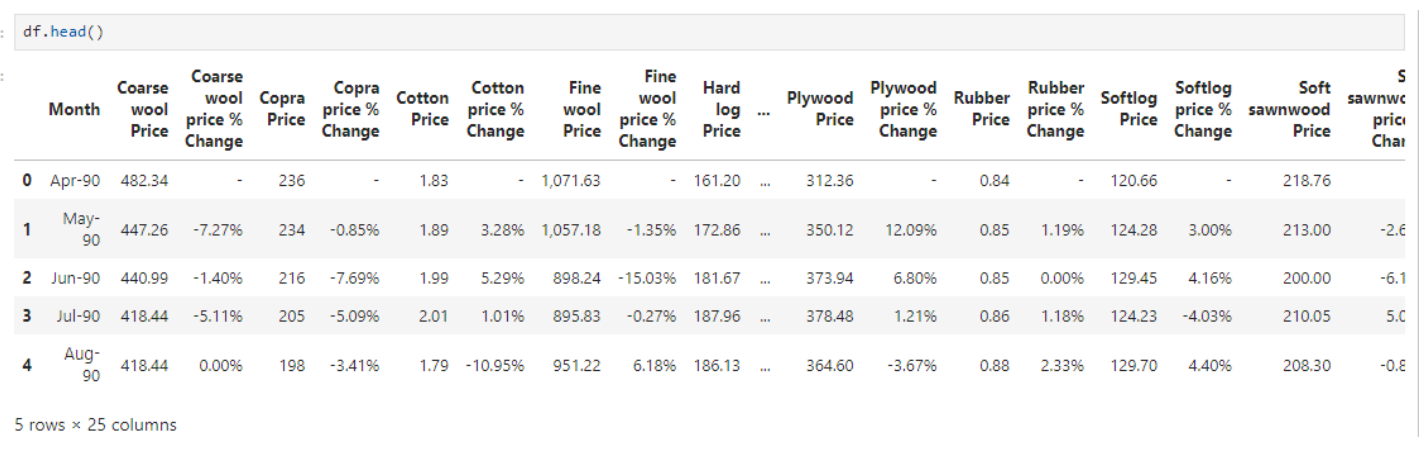 df.head()
Month Coarse wool Price Coarse wool price % Change Copra Price Copra price % Change Cotton Price Cotton price % Change Fine wool Price Fine wool price % Change Hard log Price ... Plywood Price Plywood price % Change Rubber Price Rubber price % Change Softlog Price Softlog price % Change Soft sawnwood Price
0 Apr-90 482.34 - 236 - 1.83 - 1,071.63 - 161.20 ... 312.36 - 0.84 - 120.66 - 218.76
1 May-90 447.26 -7.27% 234 -0.85% 1.89 3.28% 1,057.18 -1.35% 172.86 ... 350.12 12.09% 0.85 1.19% 124.28 3.00% 213.00 -2.6
2 Jun-90 440.99 -1.40% 216 -7.69% 1.99 5.29% 898.24 -15.03% 181.67 ... 373.94 6.80% 0.85 0.00% 129.45 4.16% 200.00 -6.1
3 Jul-90 418.44 -5.11% 205 -5.09% 2.01 1.01% 895.83 -0.27% 187.96 ... 378.48 1.21% 0.86 1.18% 124.23 -4.03% 210.05 5.0
4 Aug-90 418.44 0.00% 198 -3.41% 1.79 -10.95% 951.22 6.18% 186.13 ... 364.60 -3.67% 0.88 2.33% 129.70 4.40% 208.30 -0.8
5 rows × 25 columns